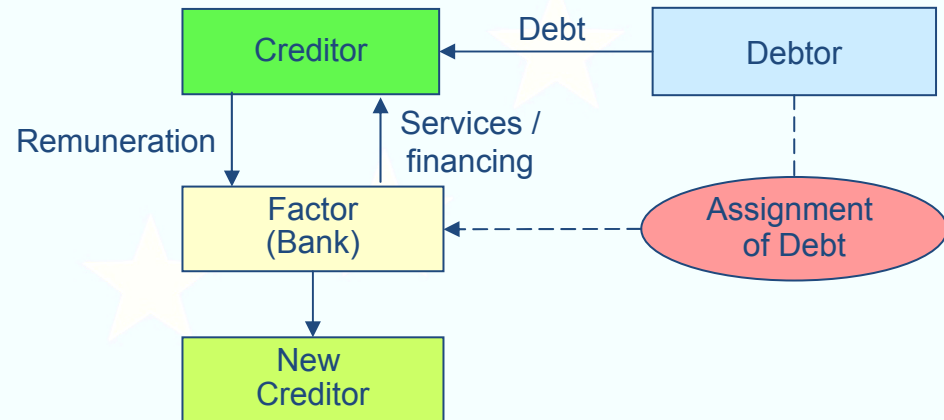 Creditor
Debt
Debtor
Remuneration
Services /
financing
Factor
(Bank)
Assignment
of Debt
New
Creditor